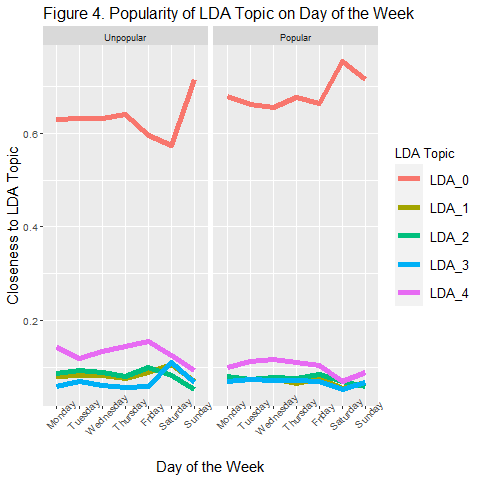 Figure 4. Popularity of LDA Topic on Day of the Week
Unpopular
Popular
Closeness to LDA Topic
0.6
0.4
0.2
Monday
Tuesday
Wednesday
Thursday
Friday
Saturday
Sunday
Monday
Tuesday
Wednesday
Thursday
Friday
Saturday
Sunday
Day of the Week
LDA Topic
LDA_0
LDA_1
LDA_2
LDA_3
LDA_4